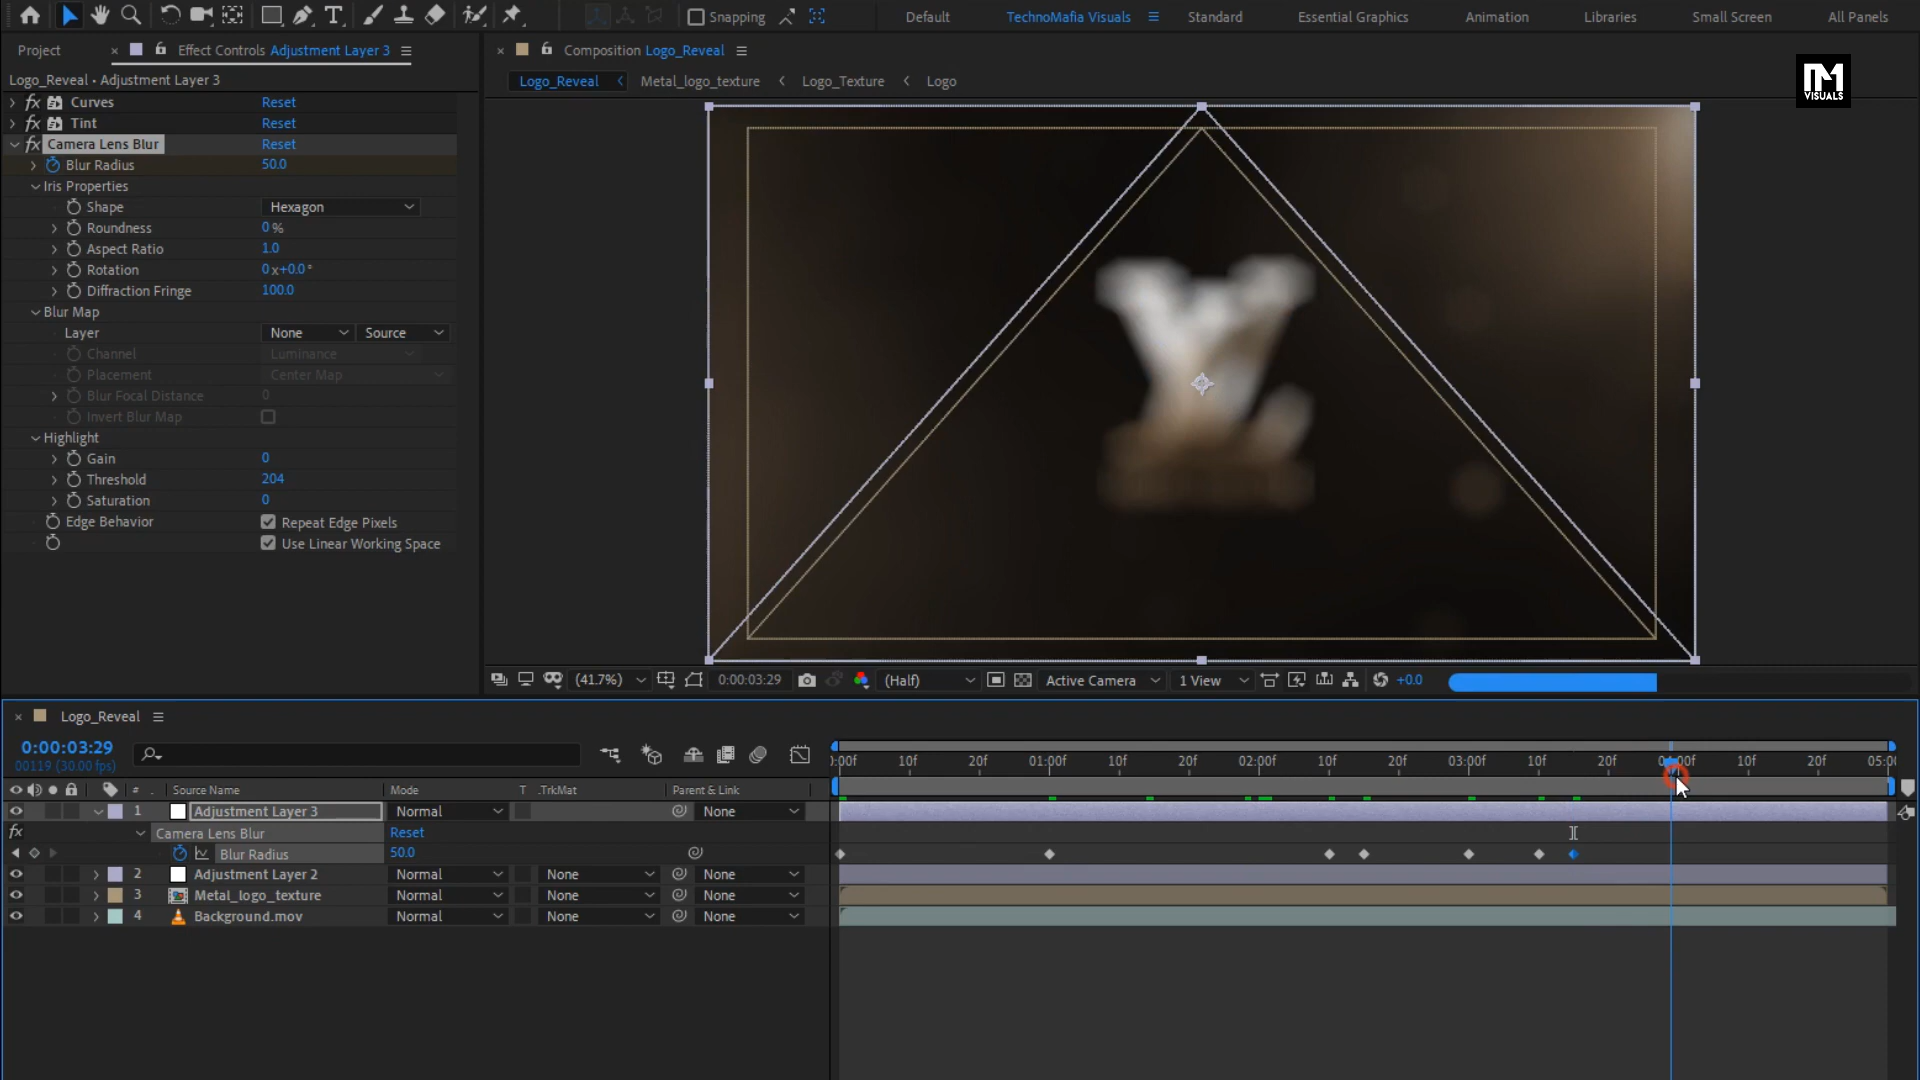 Snapping
Default
TechnoMafia Visuals
Standard
Essential Graphics
Animation
Libraries
Small Screen
All Panels
Project
Effect Controls Adjustment Layer 3
Composition Logo_Reveal
Logo_Reveal • Adjustment Layer 3
Logo_Reveal
Metal_logo_texture
Logo_Texture
Logo
VISUALS
fx Curves Reset
fx Tint Reset
fx Camera Lens Blur Reset
Blur Radius 50.0
Iris Properties
Shape Hexagon
Roundness 0 %
Aspect Ratio 1.0
Rotation 0 x +0.0 °
Diffraction Fringe 100.0
Blur Map
Layer None Source
Channel Luminance
Placement Center Map
Blur Focal Distance 0
Invert Blur Map
Highlight
Gain 0
Threshold 204
Saturation 0
Edge Behavior Repeat Edge Pixels
Use Linear Working Space
(41.7%) 0:00:03:29 (Half) Active Camera 1 View +0.0
Logo_Reveal
0:00:03:29
00119 (30.00 fps)
:00f 10f 20f 01:00f 10f 20f 02:00f 10f 20f 03:00f 10f 20f 00f 10f 20f 05:00
# Source Name Mode T .TrkMat Parent & Link
1 Adjustment Layer 3 Normal None
fx Camera Lens Blur Reset
Blur Radius 50.0
2 Adjustment Layer 2 Normal None None
3 Metal_logo_texture Normal None None
4 Background.mov Normal None None